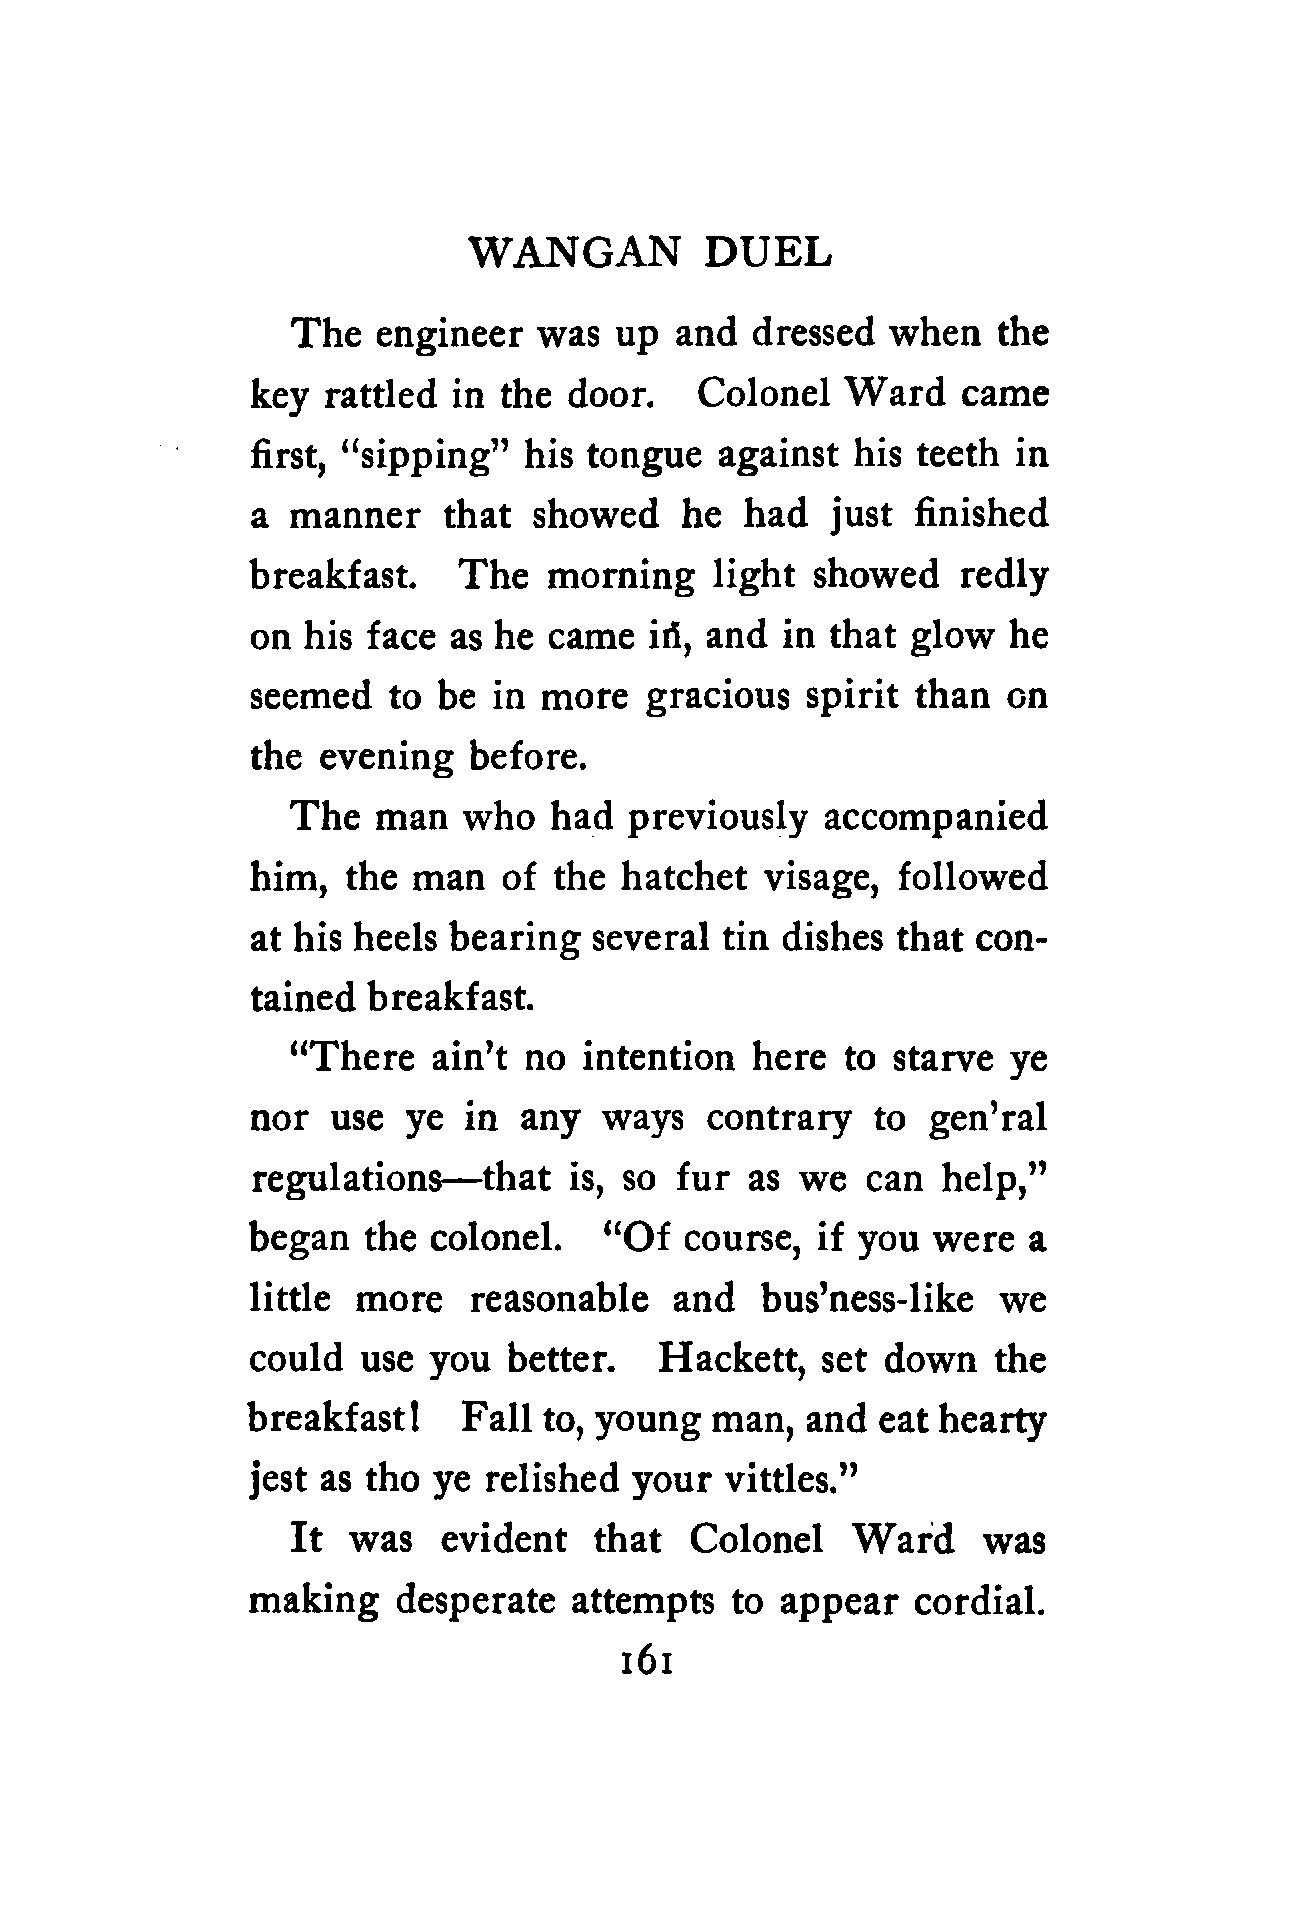 WANGAN DUEL
The engineer was up and dressed when the
key rattled in the door. Colonel Ward came
first, “sipping” his tongue against his teeth in
a manner that showed he had just finished
breakfast. The morning light showed redly
on his face as he came in, and in that glow he
seemed to be in more gracious spirit than on
the evening before.
The man who had previously accompanied
him, the man of the hatchet visage, followed
at his heels bearing several tin dishes that con-
tained breakfast.
“There ain’t no intention here to starve ye
nor use ye in any ways contrary to gen’ral
regulations—that is, so fur as we can help,”
began the colonel. “Of course, if you were a
little more reasonable and bus’ness-like we
could use you better. Hackett, set down the
breakfast! Fall to, young man, and eat hearty
jest as tho ye relished your vittles.”
It was evident that Colonel Ward was
making desperate attempts to appear cordial.
161